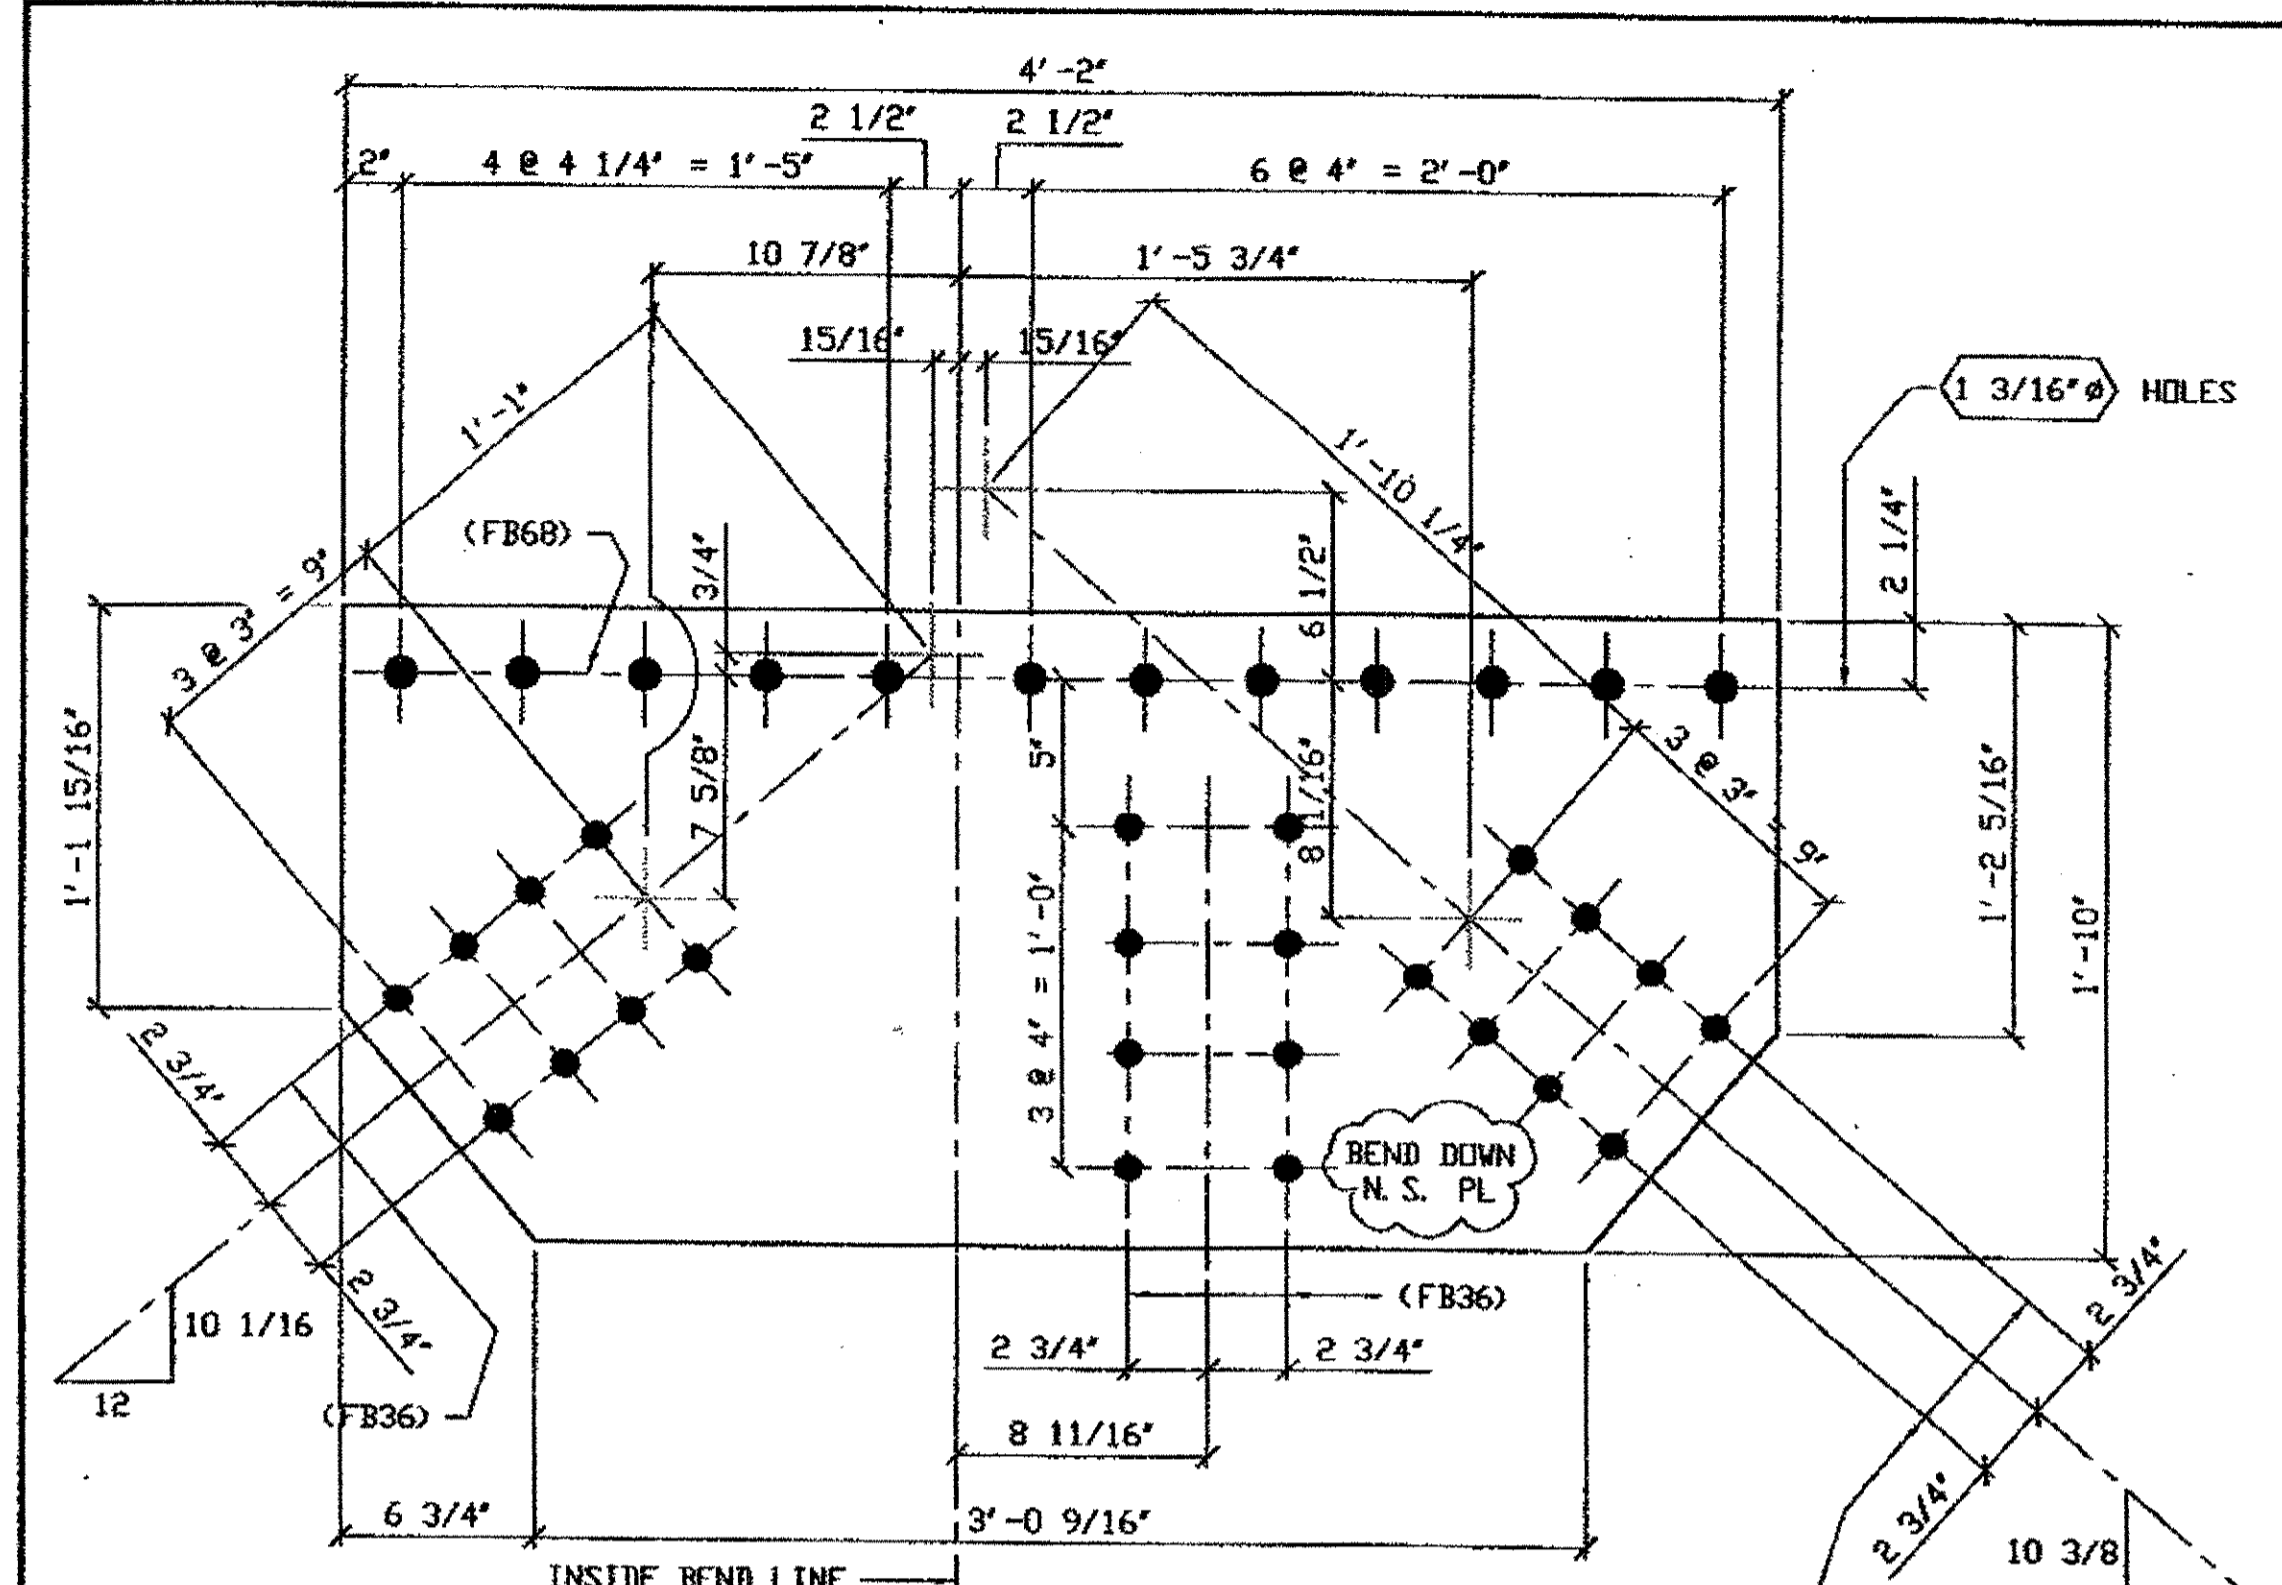 4'-2"
2 1/2" 2 1/2"
2" 4 @ 4 1/4" = 1'-5" 6 @ 4" = 2'-0"
10 7/8" 1'-5 3/4"
15/16" 15/16"
1'-1"
1 3/16"ø HOLES
1'-10 1/4"
(FB68)
3/4"
6 1/2"
2 1/4"
3 @ 3" = 9"
1'-1 15/16"
7 5/8"
5"
8 1/16"
3 @ 3" = 9"
1'-2 5/16"
1'-10"
3 @ 4" = 1'-0"
2 3/4"
BEND DOWN
N. S. PL
2 3/4"
10 1/16
12
(FB36)
(FB36)
2 3/4" 2 3/4"
2 3/4"
8 11/16"
6 3/4" 3'-0 9/16"
2 3/4"
10 3/8
INSIDE BEND LINE